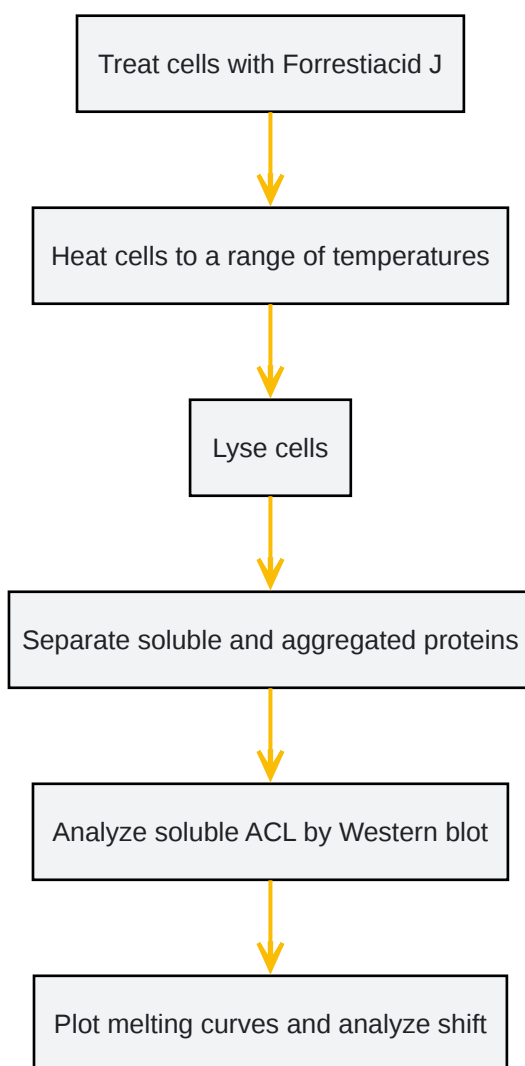 Treat cells with Forrestiacid J
Heat cells to a range of temperatures
Lyse cells
Separate soluble and aggregated proteins
Analyze soluble ACL by Western blot
Plot melting curves and analyze shift